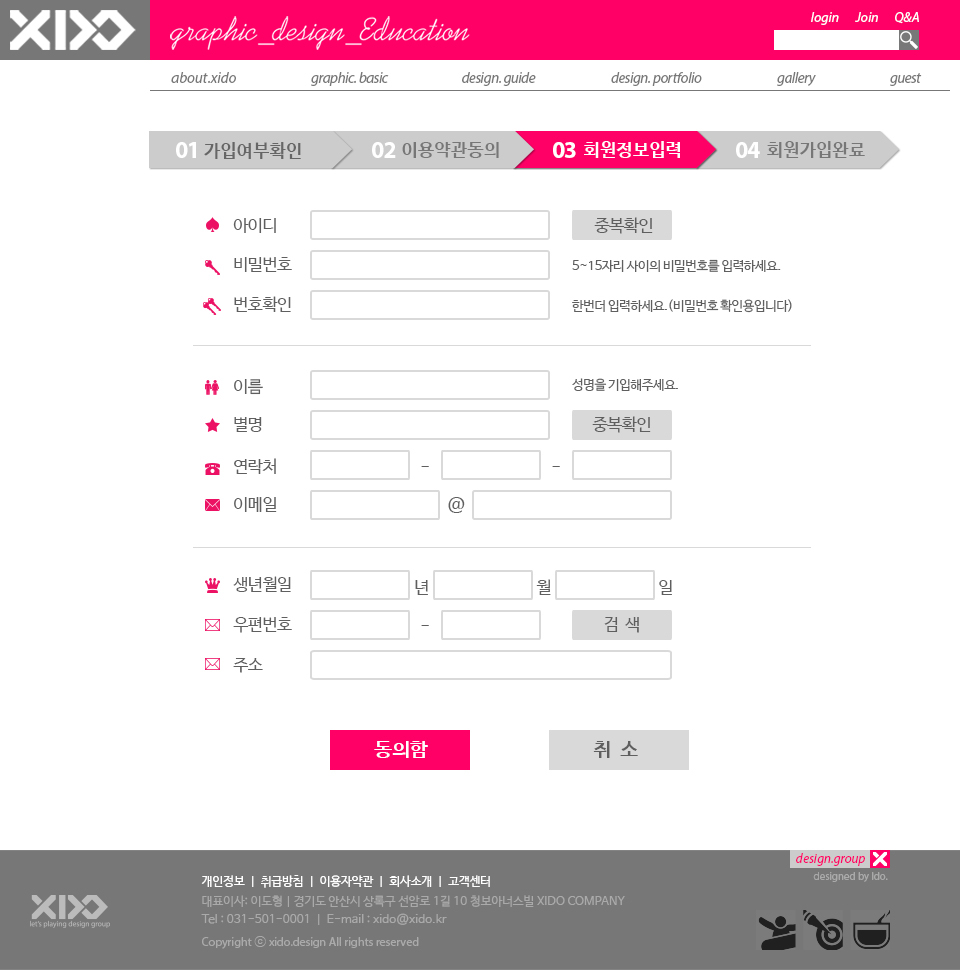 XIDO graphic_design_Education login Join Q&A
about.xido graphic.basic design.guide design.portfolio gallery guest
01 가입여부확인 02 이용약관동의 03 회원정보입력 04 회원가입완료
아이디 중복확인
비밀번호 5~15자리 사이의 비밀번호를 입력하세요.
번호확인 한번더 입력하세요.(비밀번호 확인용입니다)
이름 성명을 기입해주세요.
별명 중복확인
연락처 - -
이메일 @
생년월일 년 월 일
우편번호 - 검 색
주소
동의함 취 소
design.group X
designed by Ido.
개인정보 | 취급방침 | 이용자약관 | 회사소개 | 고객센터
대표이사: 이도형 | 경기도 안산시 상록구 선암로 1길 10 청보아너스빌 XIDO COMPANY
Tel : 031-501-0001 | E-mail : xido@xido.kr
Copyright ⓒ xido.design All rights reserved
XIDO
let's playing design group